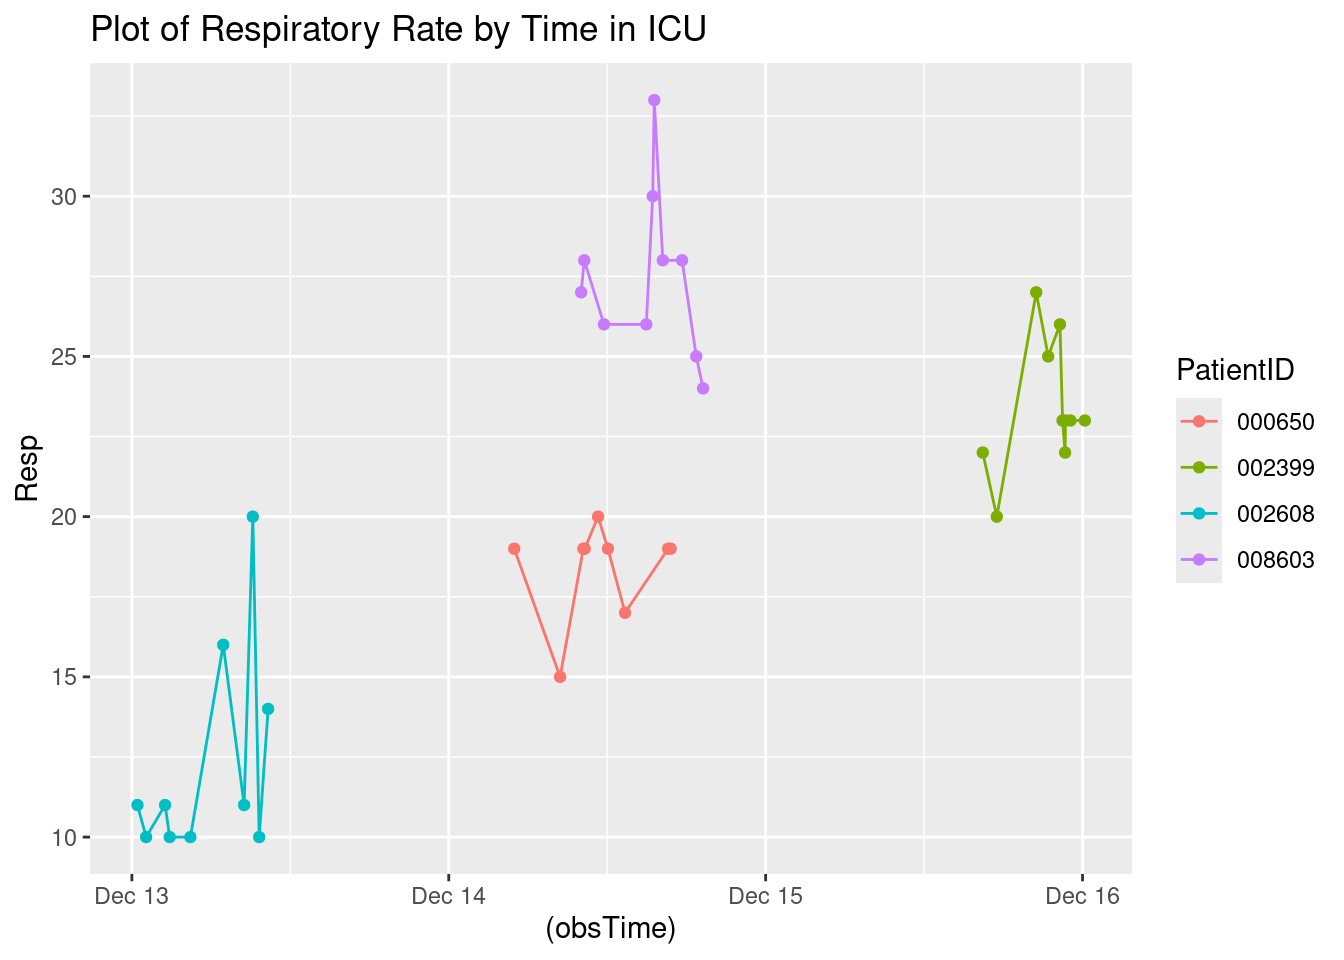 Plot of Respiratory Rate by Time in ICU
30
25
20
15
10
Resp
Dec 13
Dec 14
Dec 15
Dec 16
(obsTime)
PatientID
000650
002399
002608
008603